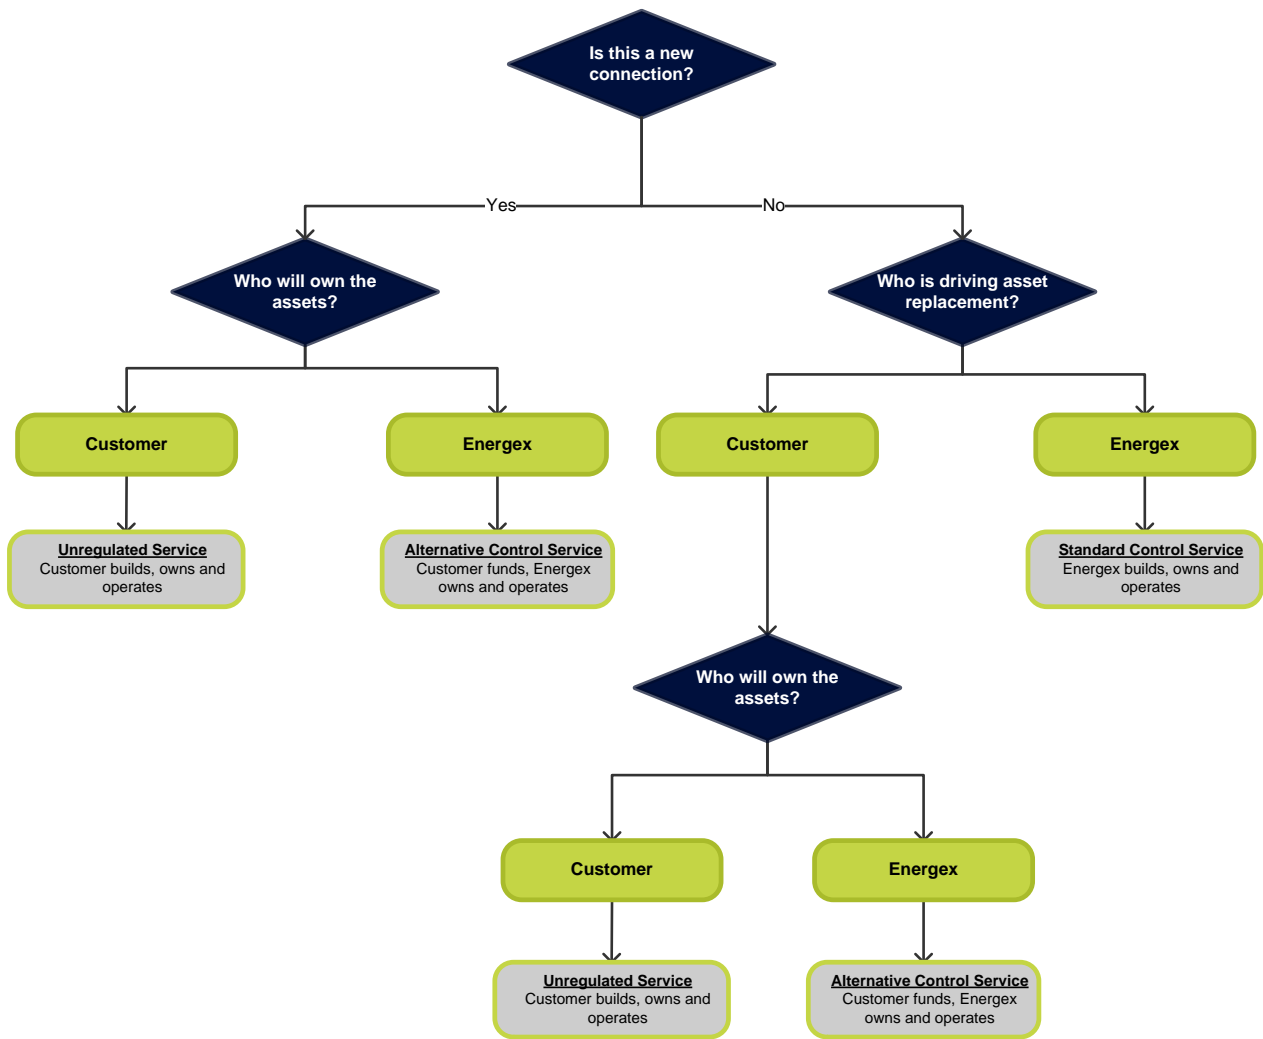 Is this a new
connection?
Yes
No
Who will own the
assets?
Who is driving asset
replacement?
Customer
Energex
Customer
Energex
Unregulated Service
Customer builds, owns and
operates
Alternative Control Service
Customer funds, Energex
owns and operates
Standard Control Service
Energex builds, owns and
operates
Who will own the
assets?
Customer
Energex
Unregulated Service
Customer builds, owns and
operates
Alternative Control Service
Customer funds, Energex
owns and operates